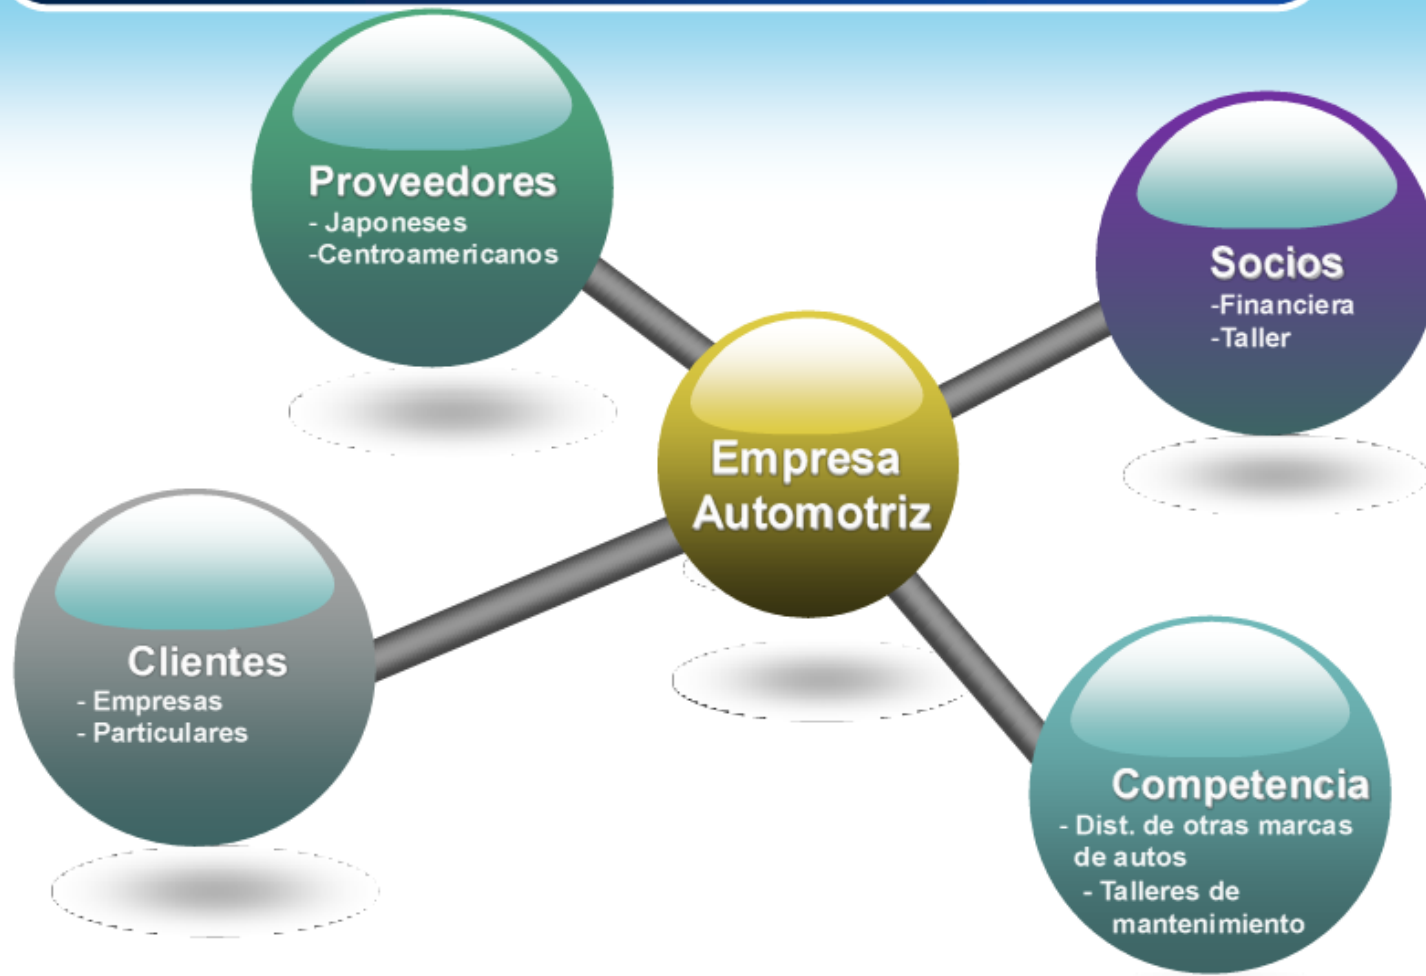 Proveedores
- Japoneses
-Centroamericanos
Socios
-Financiera
-Taller
Empresa
Automotriz
Clientes
- Empresas
- Particulares
Competencia
- Dist. de otras marcas
de autos
- Talleres de
mantenimiento